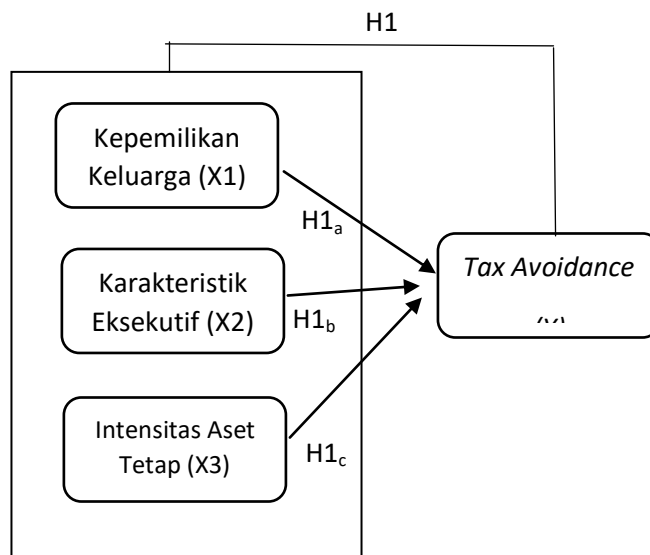 H1
Kepemilikan
Keluarga (X1)
H1a
Karakteristik
Eksekutif (X2)
H1b
Tax Avoidance
Intensitas Aset
Tetap (X3)
H1c